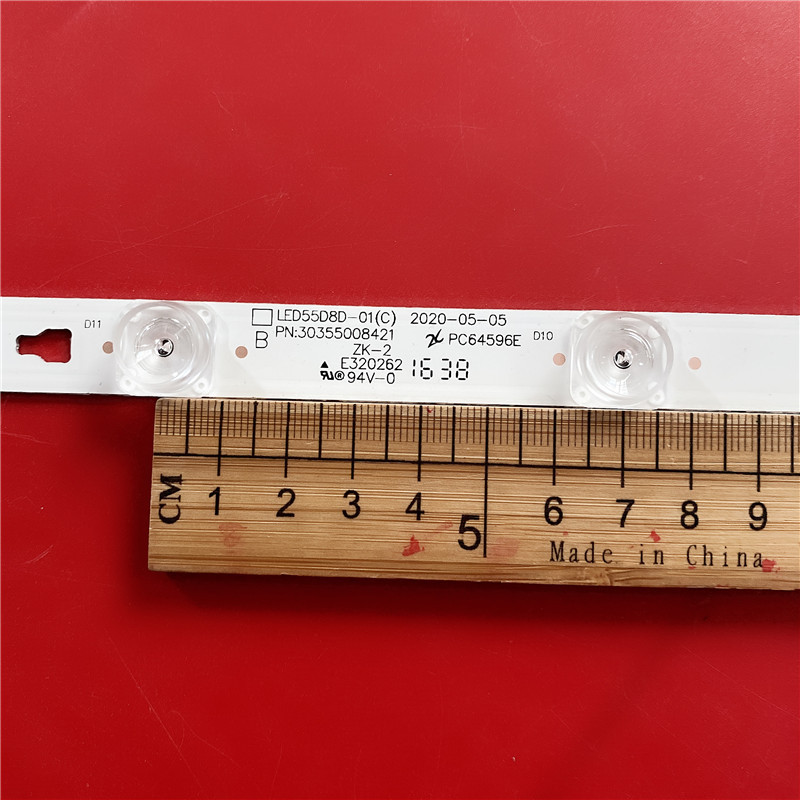 D11
LED55D8D-01(C) 2020-05-05
B PN:30355008421 PC64596E D10
ZK-2
E320262 1638
94V-0
CM 1 2 3 4 5 6 7 8 9
Made in China